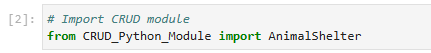 [2]: # Import CRUD module
from CRUD_Python_Module import AnimalShelter